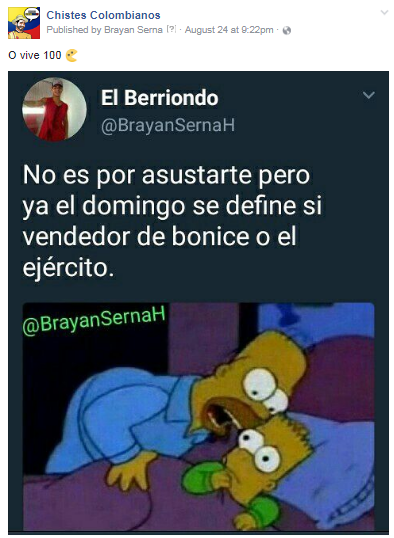 Chistes Colombianos
Published by Brayan Serna [?] · August 24 at 9:22pm ·
O vive 100
El Berriondo
@BrayanSernaH
No es por asustarte pero
ya el domingo se define si
vendedor de bonice o el
ejército.
@BrayanSernaH